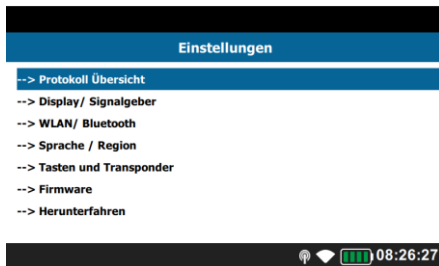 Einstellungen
--> Protokoll Übersicht
--> Display/ Signalgeber
--> WLAN/ Bluetooth
--> Sprache / Region
--> Tasten und Transponder
--> Firmware
--> Herunterfahren
08:26:27